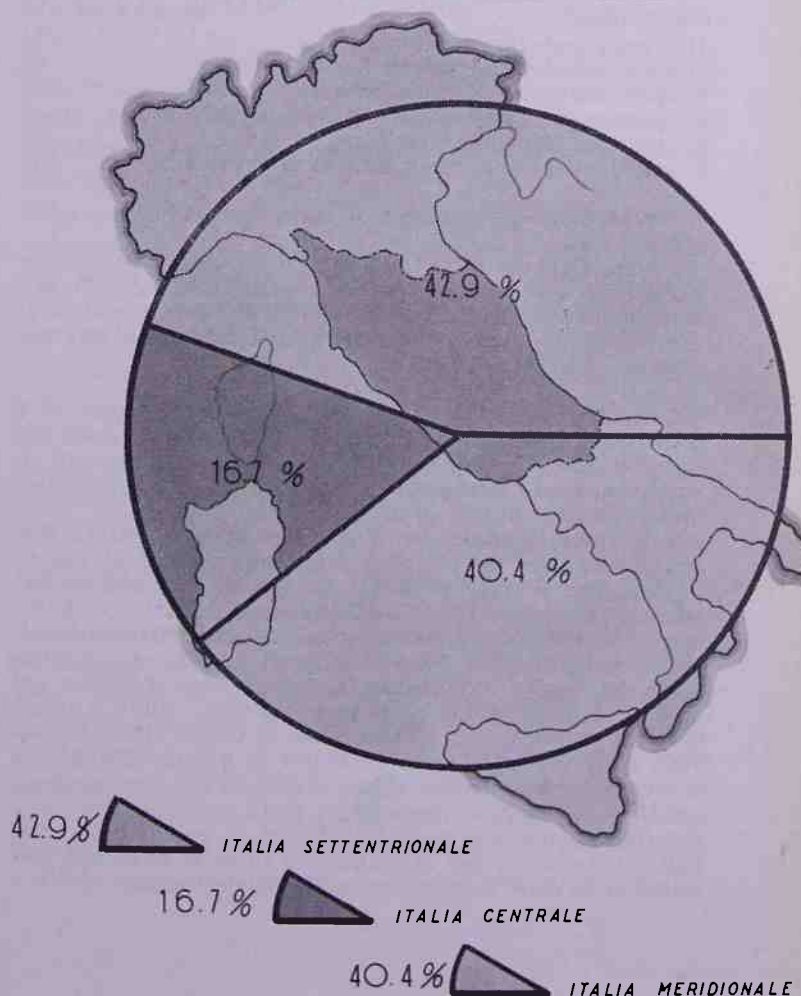 42.9 %
16.7 %
40.4 %
42.9% ITALIA SETTENTRIONALE
16.7% ITALIA CENTRALE
40.4% ITALIA MERIDIONALE